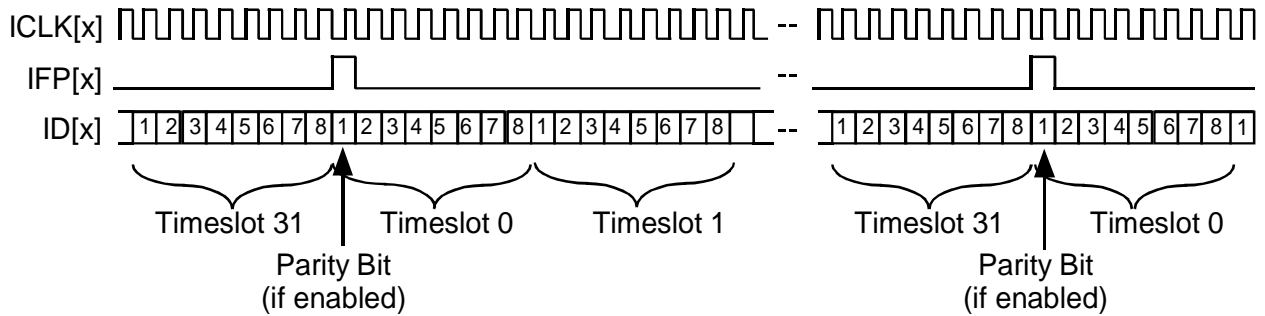 ICLK[x] --
IFP[x] --
ID[x] 1 2 3 4 5 6 7 8 1 2 3 4 5 6 7 8 1 2 3 4 5 6 7 8 -- 1 2 3 4 5 6 7 8 1 2 3 4 5 6 7 8 1
Timeslot 31 Timeslot 0 Timeslot 1 Timeslot 31 Timeslot 0
Parity Bit Parity Bit
(if enabled) (if enabled)